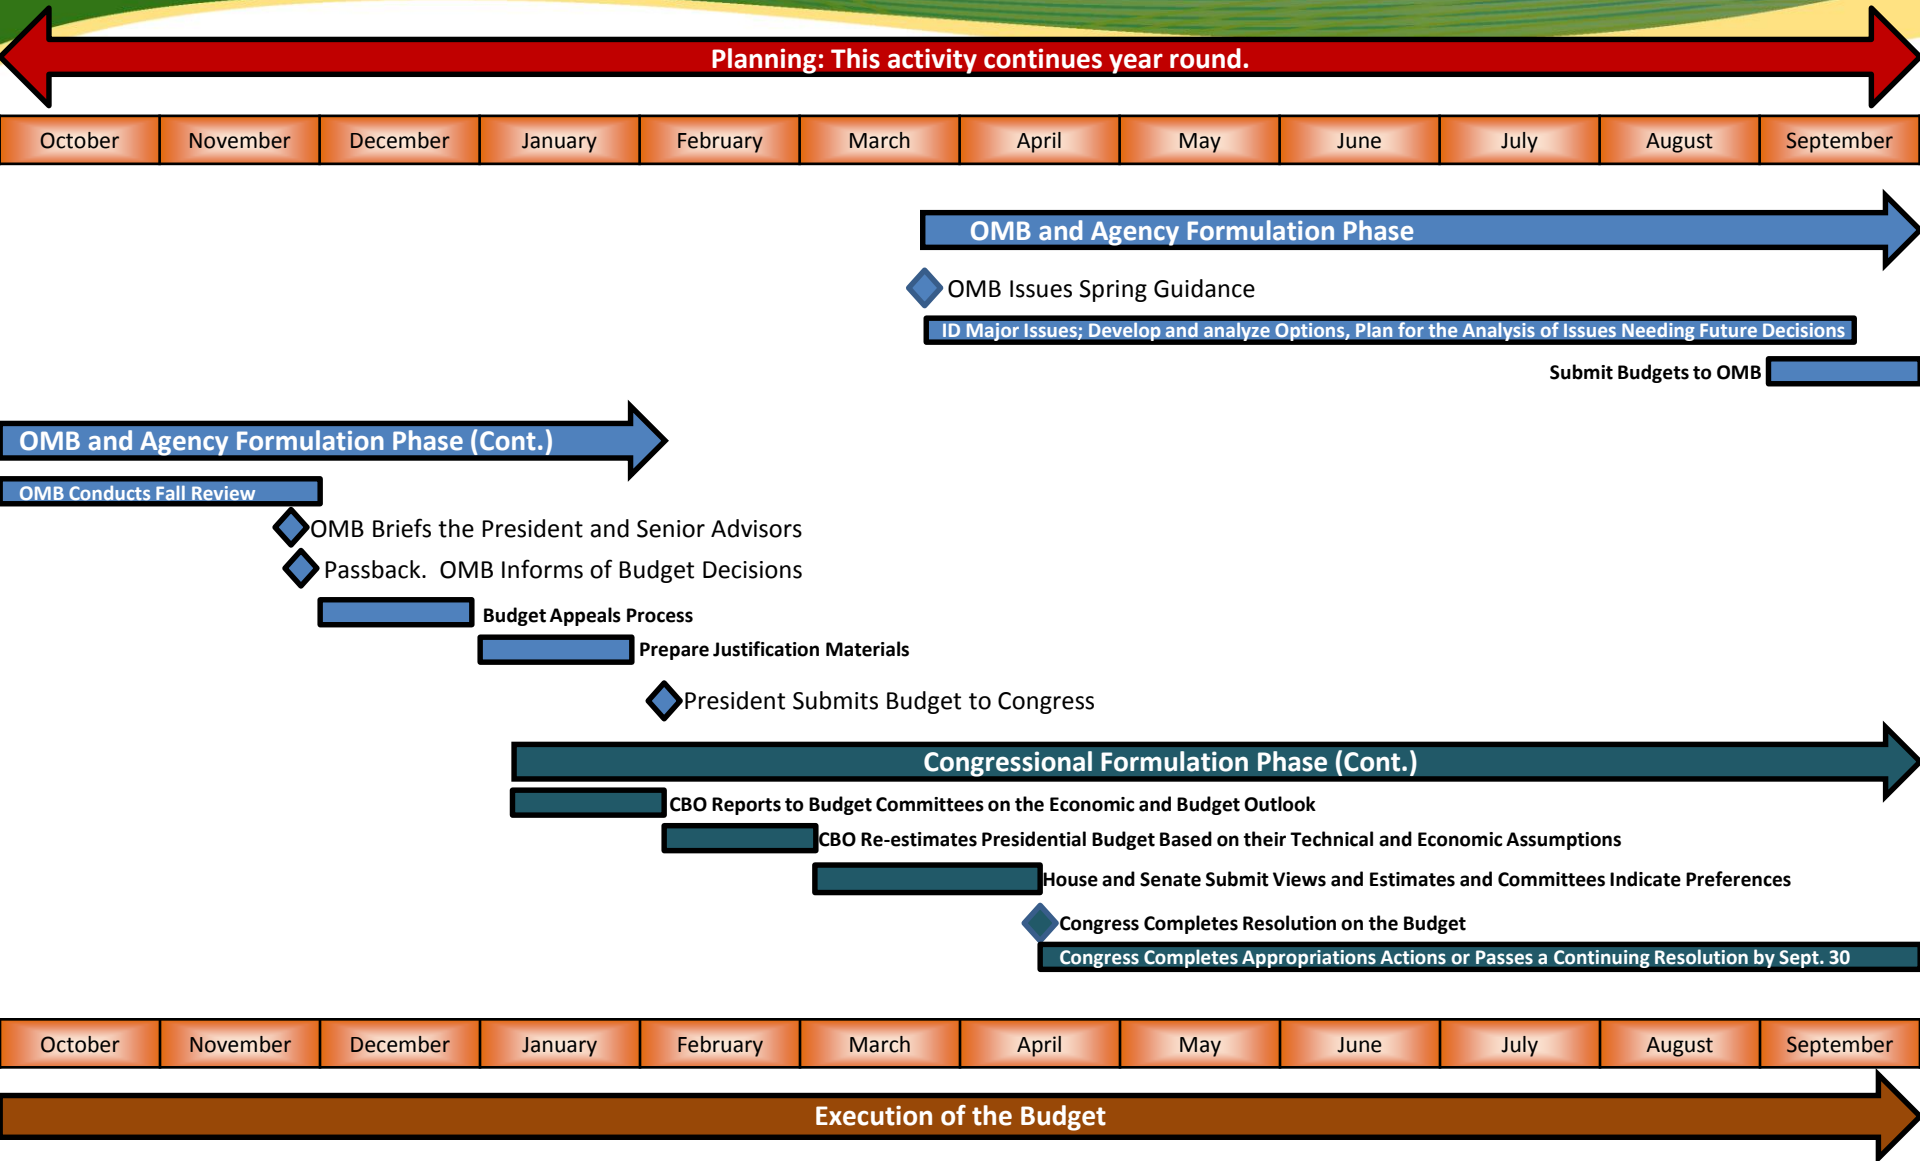 Planning: This activity continues year round.
October November December January February March April May June July August September
OMB and Agency Formulation Phase
OMB Issues Spring Guidance
ID Major Issues; Develop and analyze Options, Plan for the Analysis of Issues Needing Future Decisions
Submit Budgets to OMB
OMB and Agency Formulation Phase (Cont.)
OMB Conducts Fall Review
OMB Briefs the President and Senior Advisors
Passback. OMB Informs of Budget Decisions
Budget Appeals Process
Prepare Justification Materials
President Submits Budget to Congress
Congressional Formulation Phase (Cont.)
CBO Reports to Budget Committees on the Economic and Budget Outlook
CBO Re-estimates Presidential Budget Based on their Technical and Economic Assumptions
House and Senate Submit Views and Estimates and Committees Indicate Preferences
Congress Completes Resolution on the Budget
Congress Completes Appropriations Actions or Passes a Continuing Resolution by Sept. 30
October November December January February March April May June July August September
Execution of the Budget